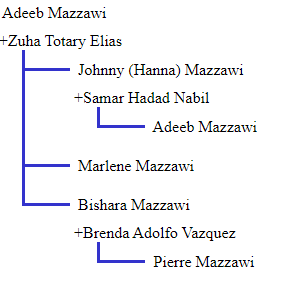 Adeeb Mazzawi
+Zuha Totary Elias
Johnny (Hanna) Mazzawi
+Samar Hadad Nabil
Adeeb Mazzawi
Marlene Mazzawi
Bishara Mazzawi
+Brenda Adolfo Vazquez
Pierre Mazzawi